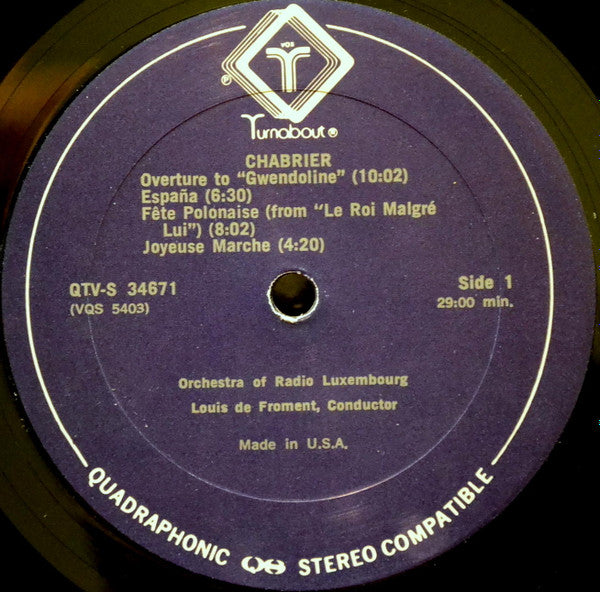 VOX
T
℗
Turnabout ®
CHABRIER
Overture to "Gwendoline" (10:02)
España (6:30)
Fête Polonaise (from "Le Roi Malgré
Lui") (8:02)
Joyeuse Marche (4:20)
QTV-S 34671
(VQS 5403)
Side 1
29:00 min.
Orchestra of Radio Luxembourg
Louis de Froment, Conductor
Made in U.S.A.
QUADRAPHONIC QS STEREO COMPATIBLE